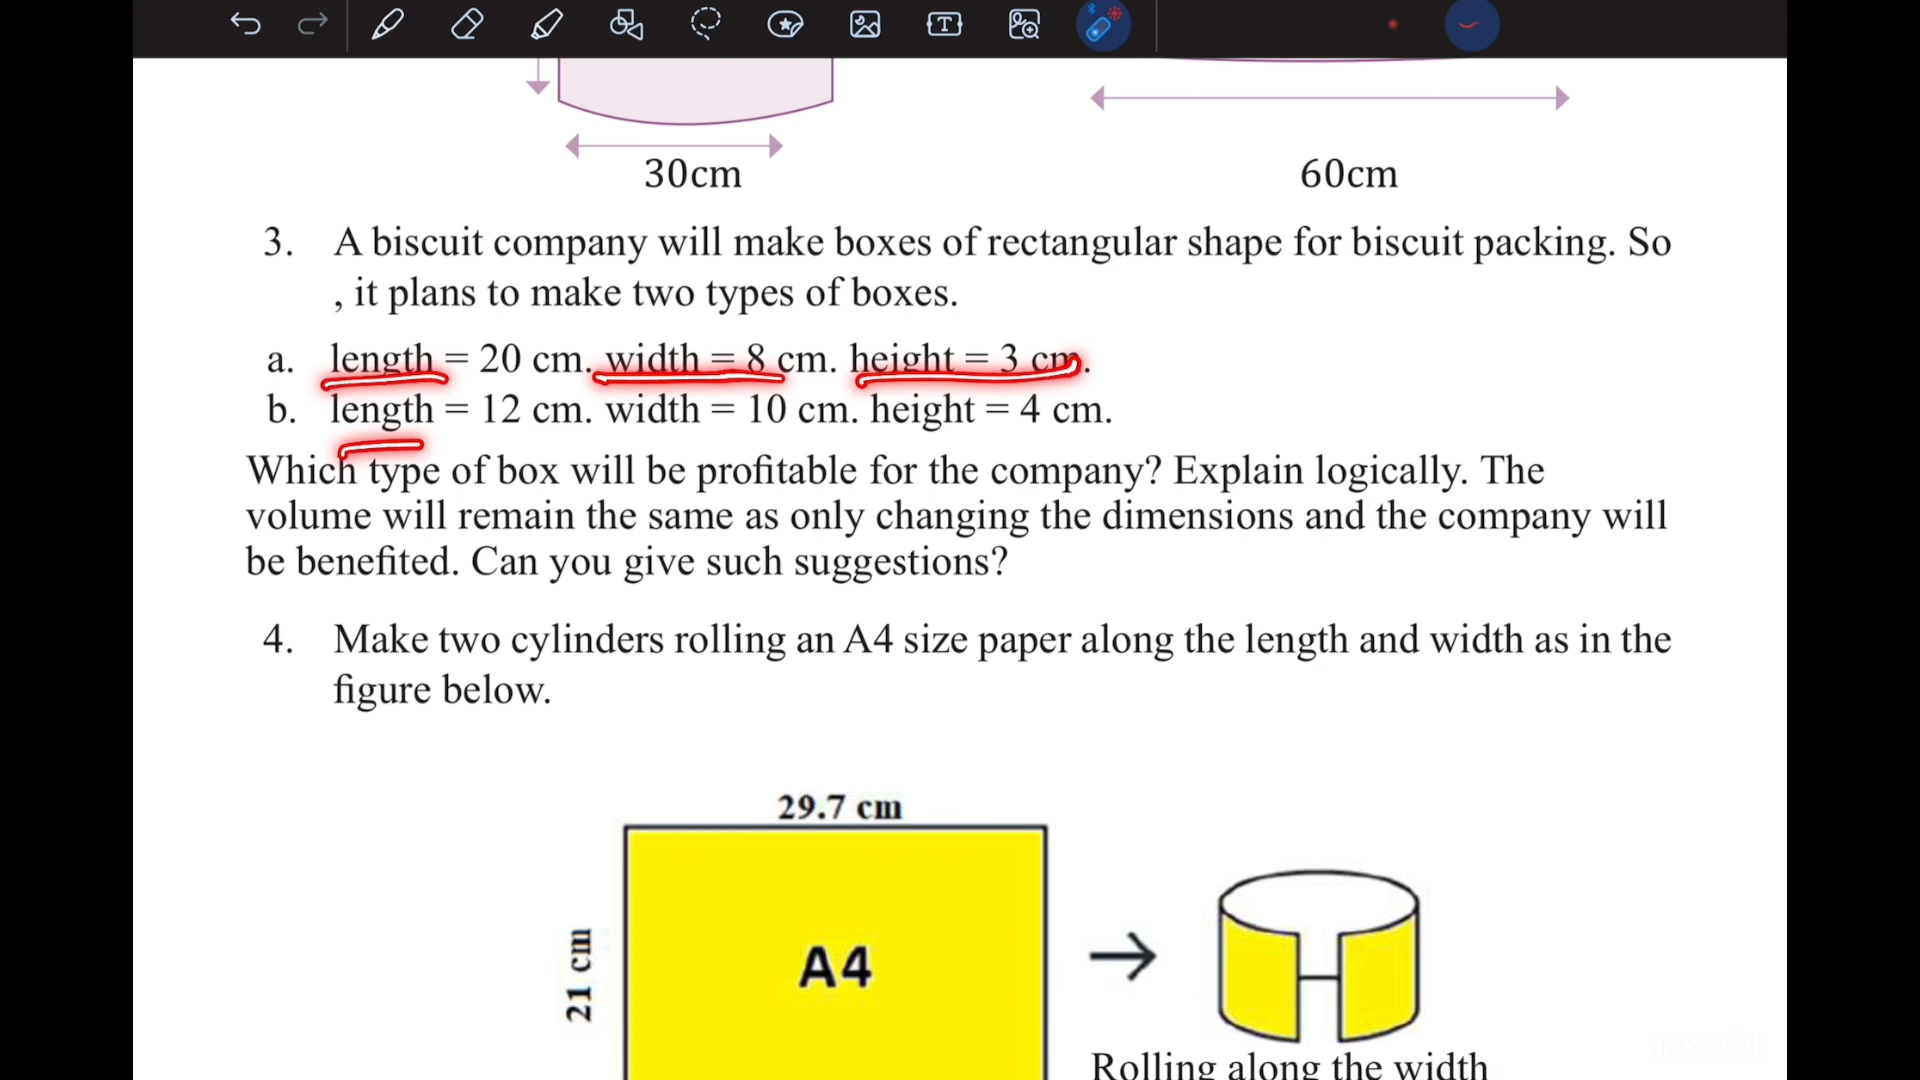 30cm
60cm
3. A biscuit company will make boxes of rectangular shape for biscuit packing. So
, it plans to make two types of boxes.
a. length = 20 cm. width = 8 cm. height = 3 cm.
b. length = 12 cm. width = 10 cm. height = 4 cm.
Which type of box will be profitable for the company? Explain logically. The
volume will remain the same as only changing the dimensions and the company will
be benefited. Can you give such suggestions?
4. Make two cylinders rolling an A4 size paper along the length and width as in the
figure below.
29.7 cm
21 cm
A4
Rolling along the width